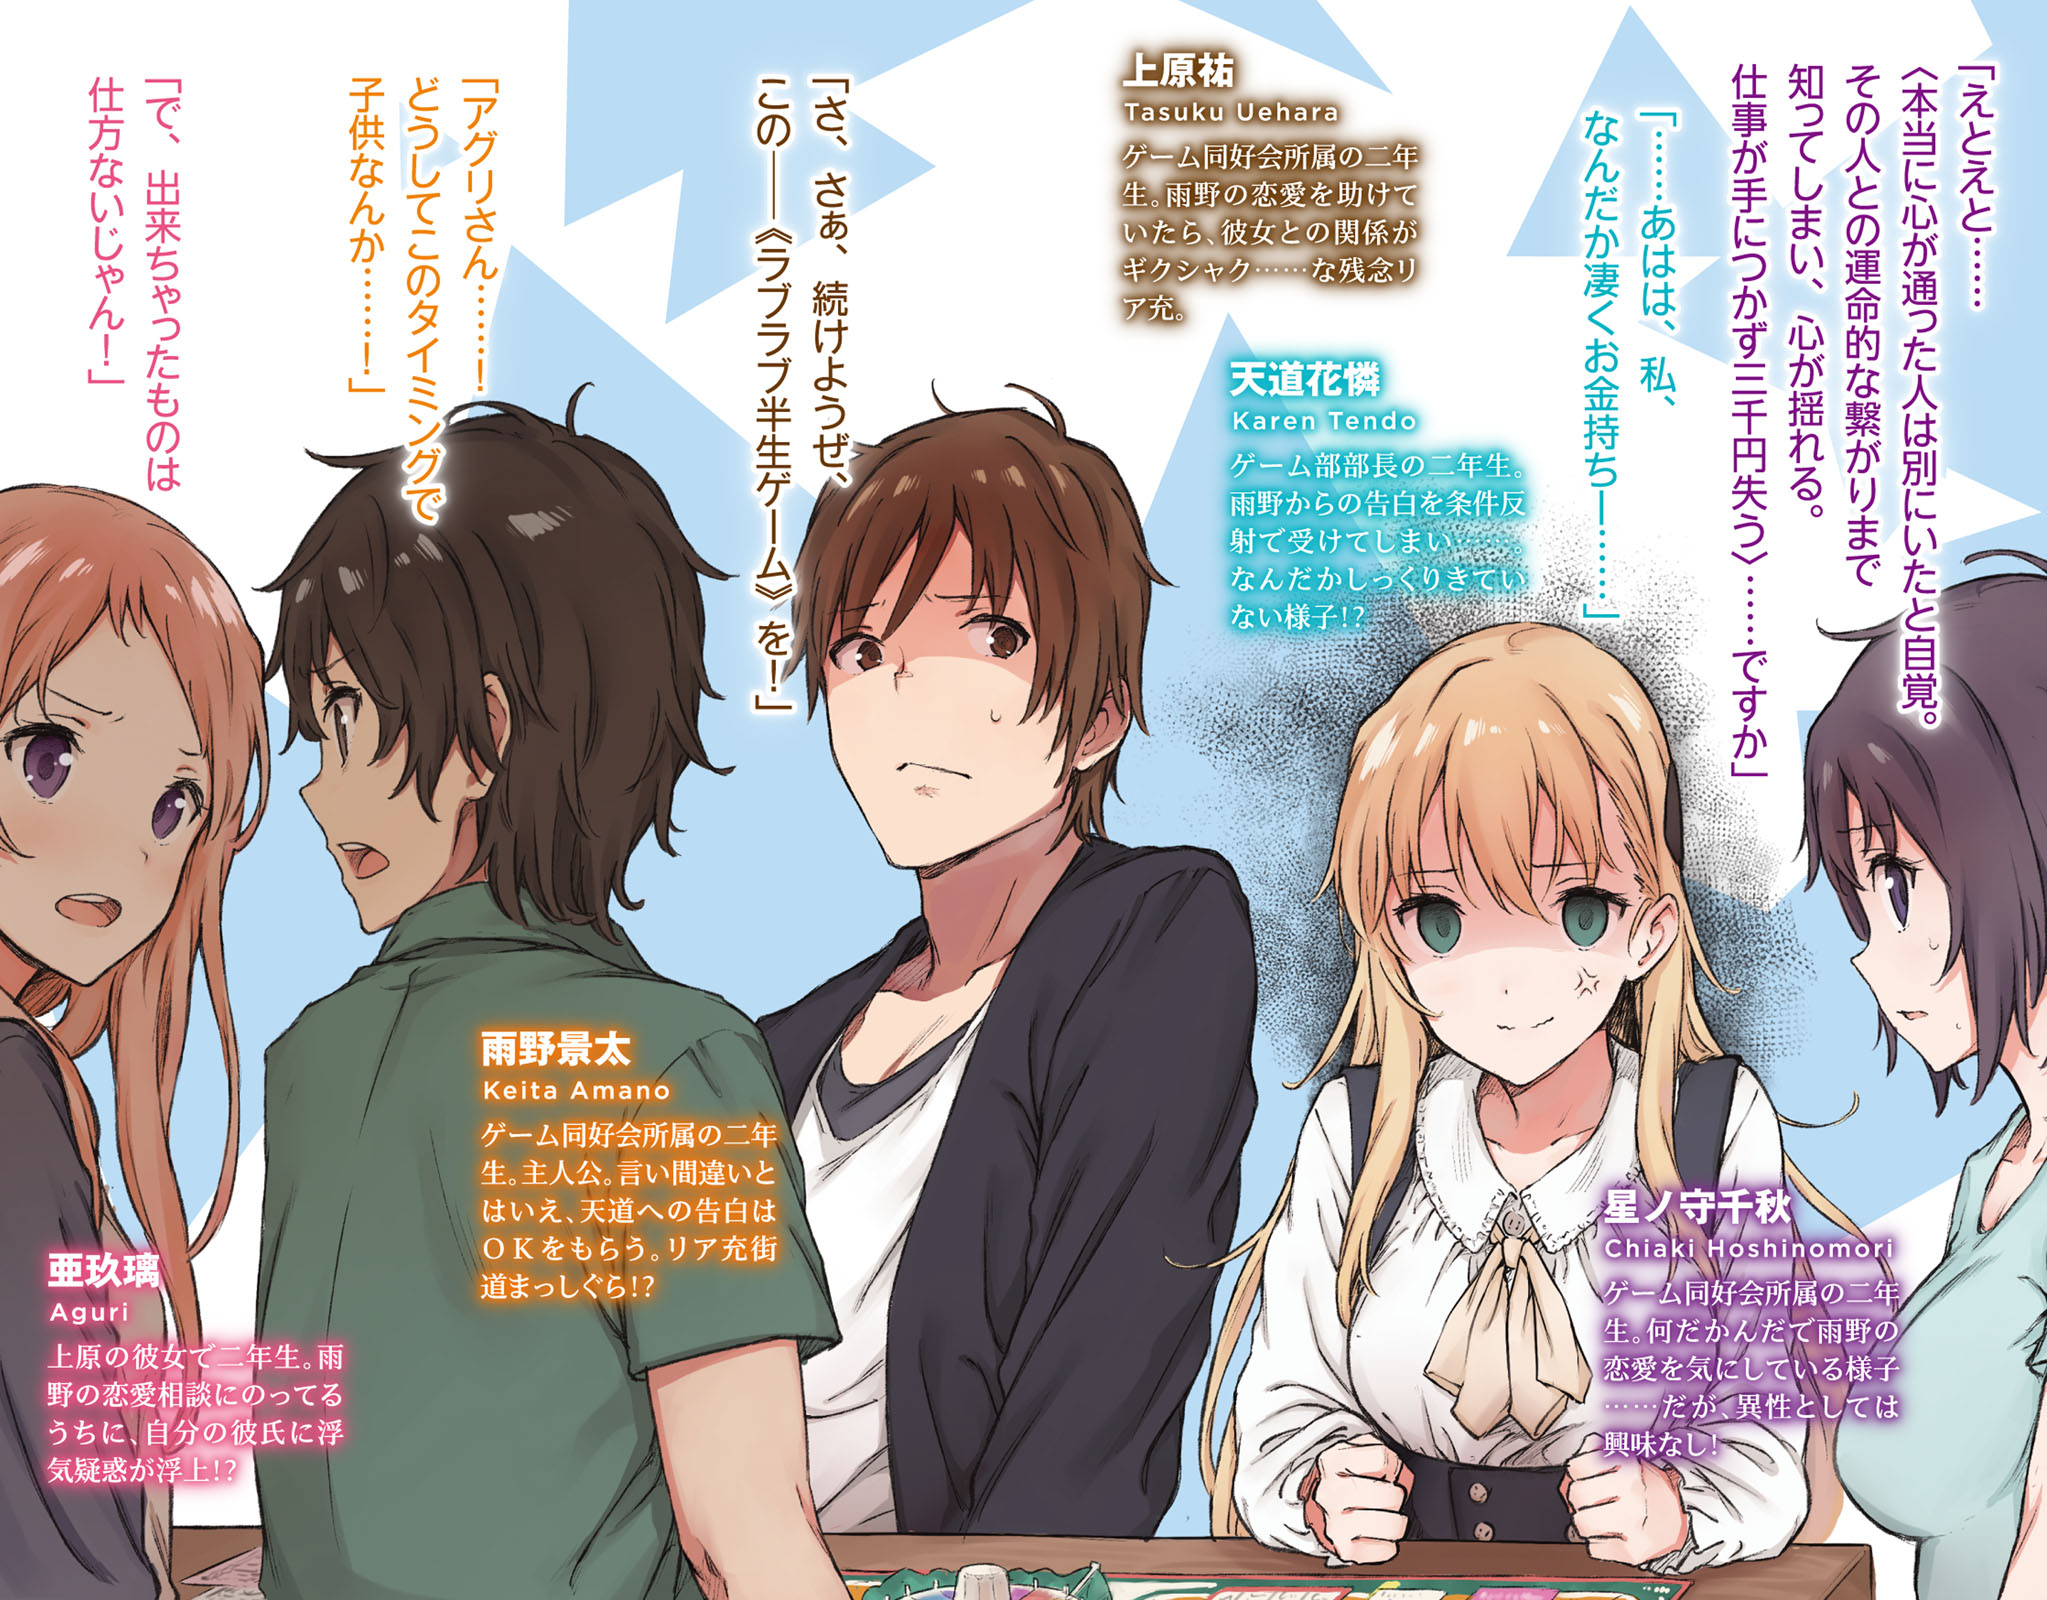 「えとえと……
〈本当に心が通った人は別にいたと自覚。
その人との運命的な繋がりまで
知ってしまい、心が揺れる。
仕事が手につかず三千円失う〉……ですか」
「……あはは、私、
なんだか凄くお金持ちー……」
上原祐
Tasuku Uehara
ゲーム同好会所属の二年
生。雨野の恋愛を助けて
いたら、彼女との関係が
ギクシャク……な残念リ
ア充。
天道花憐
Karen Tendo
ゲーム部部長の二年生。
雨野からの告白を条件反
射で受けてしまい……。
なんだかしっくりきてい
ない様子!?
「さ、さぁ、続けようぜ、
この──《ラブラブ半生ゲーム》を!」
「アグリさん……!
どうしてこのタイミングで
子供なんか……!」
「で、出来ちゃったものは
仕方ないじゃん!」
星ノ守千秋
Chiaki Hoshinomori
ゲーム同好会所属の二年
生。何だかんだで雨野の
恋愛を気にしている様子
……だが、異性としては
興味なし!
雨野景太
Keita Amano
ゲーム同好会所属の二年
生。主人公。言い間違いと
はいえ、天道への告白は
OKをもらう。リア充街
道まっしぐら!?
亜玖璃
Aguri
上原の彼女で二年生。雨
野の恋愛相談にのってる
うちに、自分の彼氏に浮
気疑惑が浮上!?